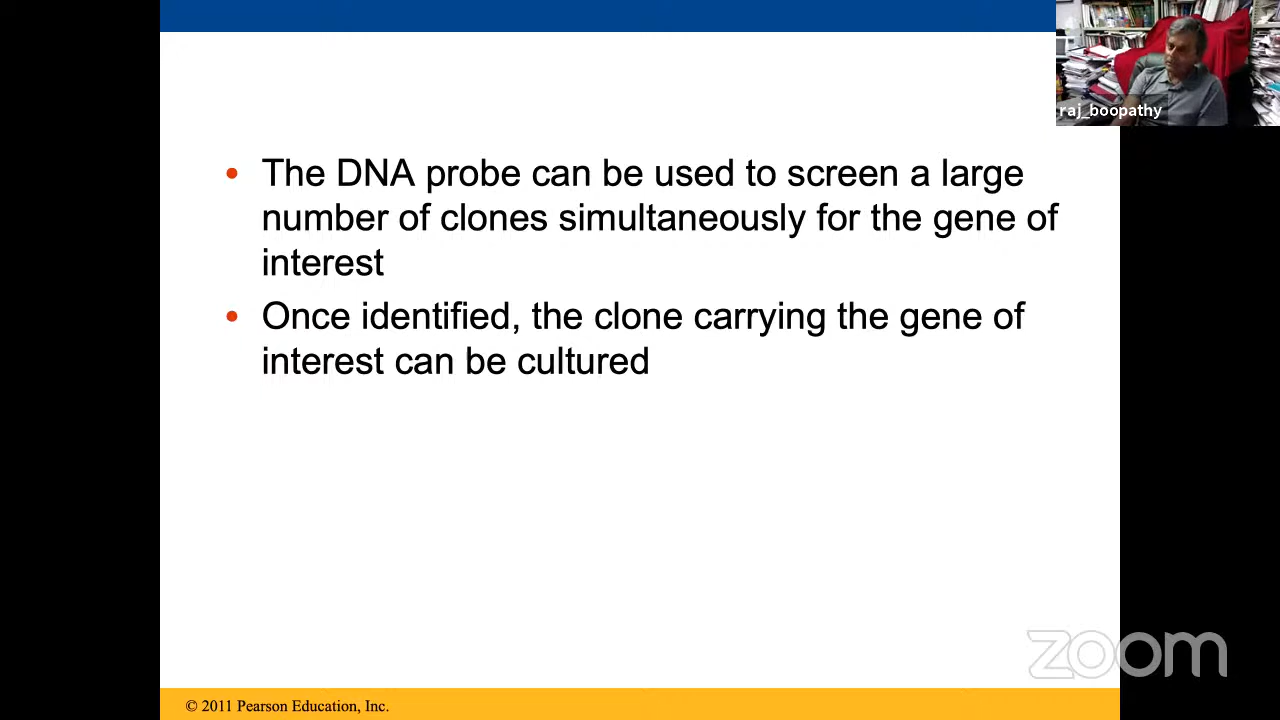 raj_boopathy
• The DNA probe can be used to screen a large
number of clones simultaneously for the gene of
interest
• Once identified, the clone carrying the gene of
interest can be cultured
zoom
© 2011 Pearson Education, Inc.